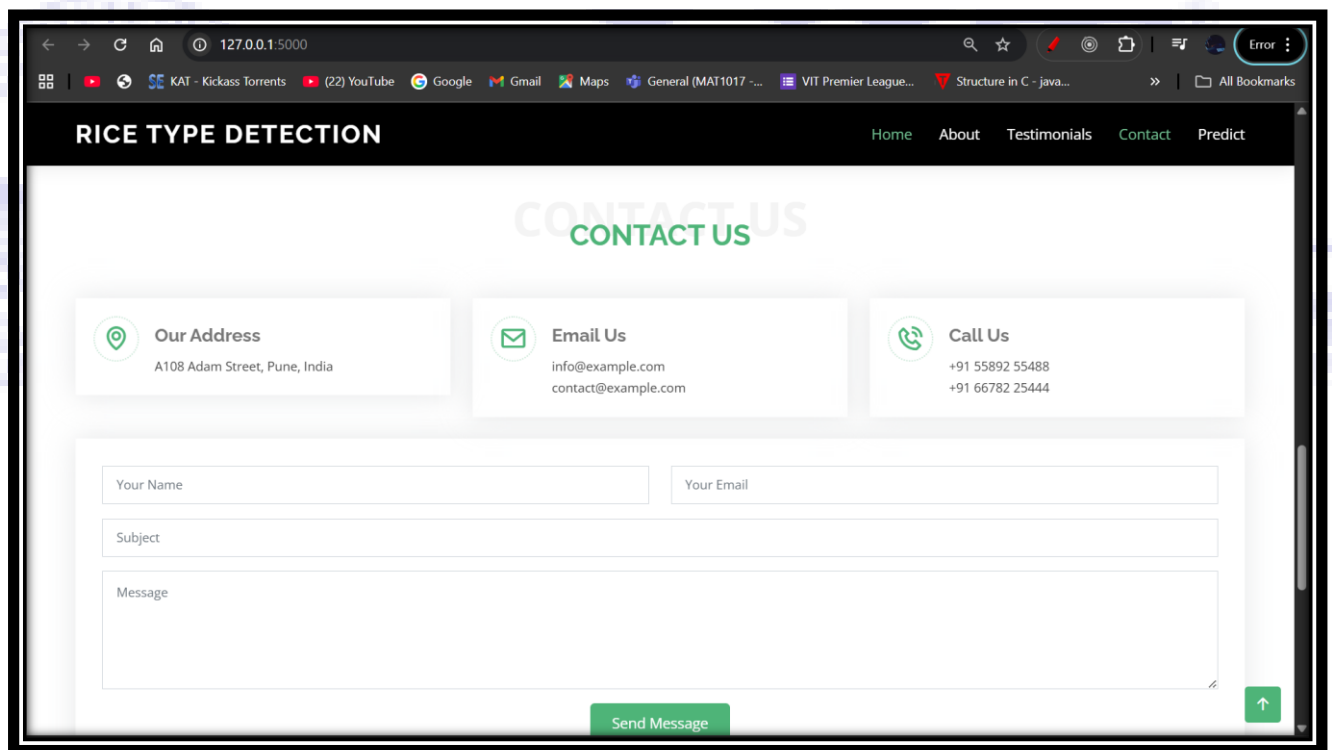 127.0.0.1:5000
Error
KAT - Kickass Torrents (22) YouTube Google Gmail Maps General (MAT1017 -... VIT Premier League... Structure in C - java... » All Bookmarks
RICE TYPE DETECTION Home About Testimonials Contact Predict
CONTACT US
CONTACT US
Our Address
A108 Adam Street, Pune, India
Email Us
info@example.com
contact@example.com
Call Us
+91 55892 55488
+91 66782 25444
Your Name
Your Email
Subject
Message
Send Message